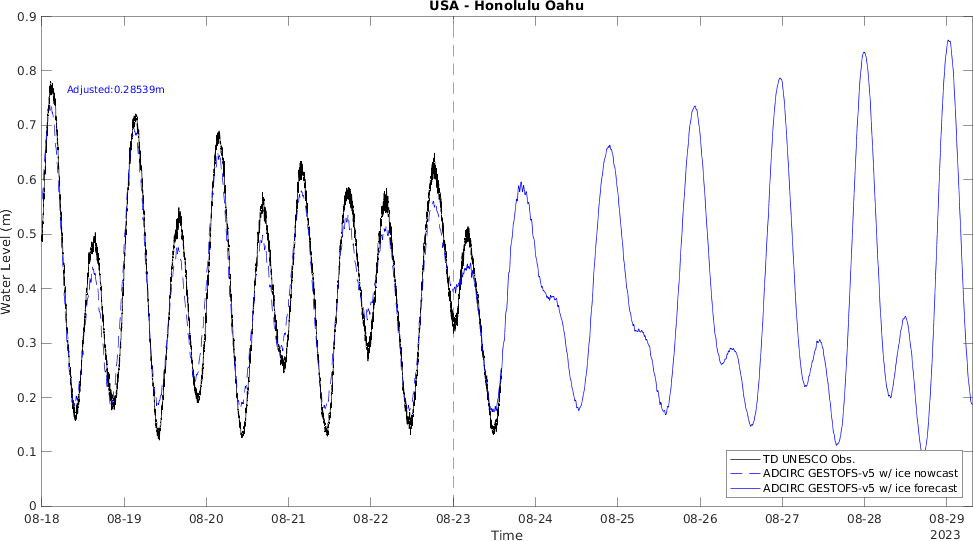 USA - Honolulu Oahu
0.9
0.8
Adjusted:0.28539m
0.7
0.6
0.5
0.4
0.3
0.2
0.1
0
Water Level (m)
TD UNESCO Obs.
ADCIRC GESTOFS-v5 w/ ice nowcast
ADCIRC GESTOFS-v5 w/ ice forecast
08-18 08-19 08-20 08-21 08-22 08-23 08-24 08-25 08-26 08-27 08-28 08-29
2023
Time